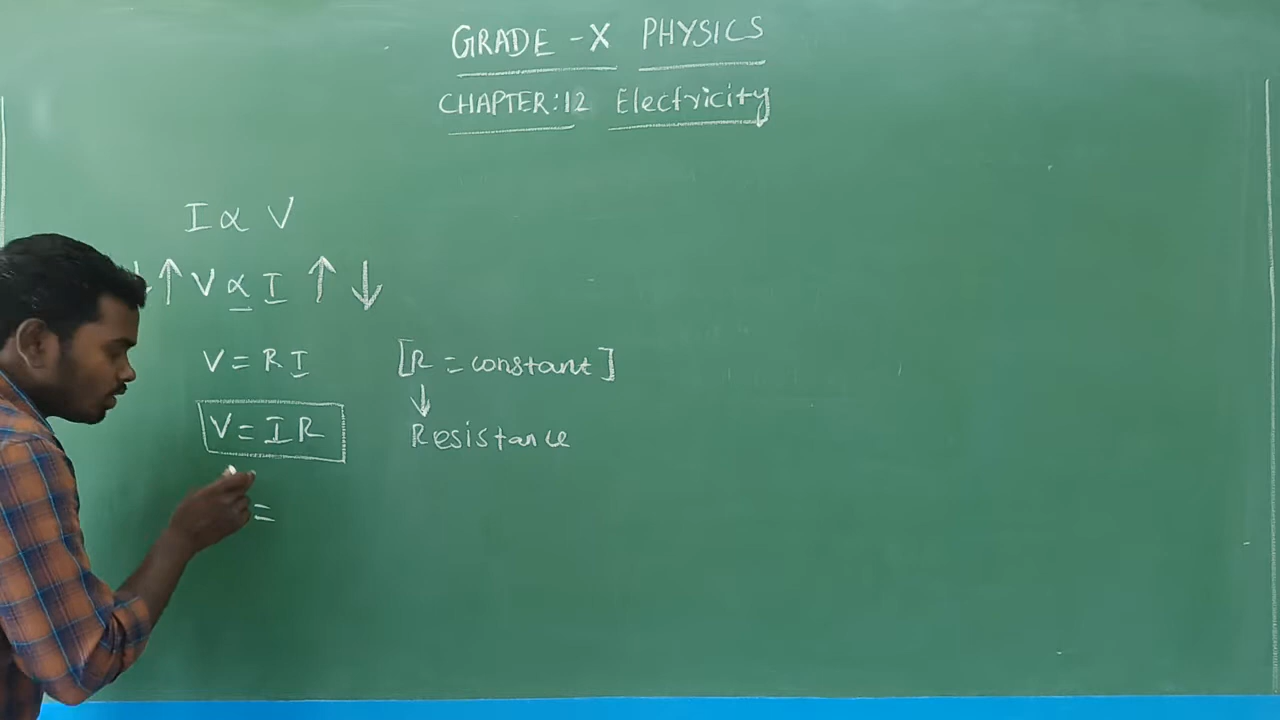 GRADE - X PHYSICS
CHAPTER:12 Electricity
I ∝ V
↓ ↑ V ∝ I ↑ ↓
V = R I [R = constant]
↓
V = I R Resistance
=